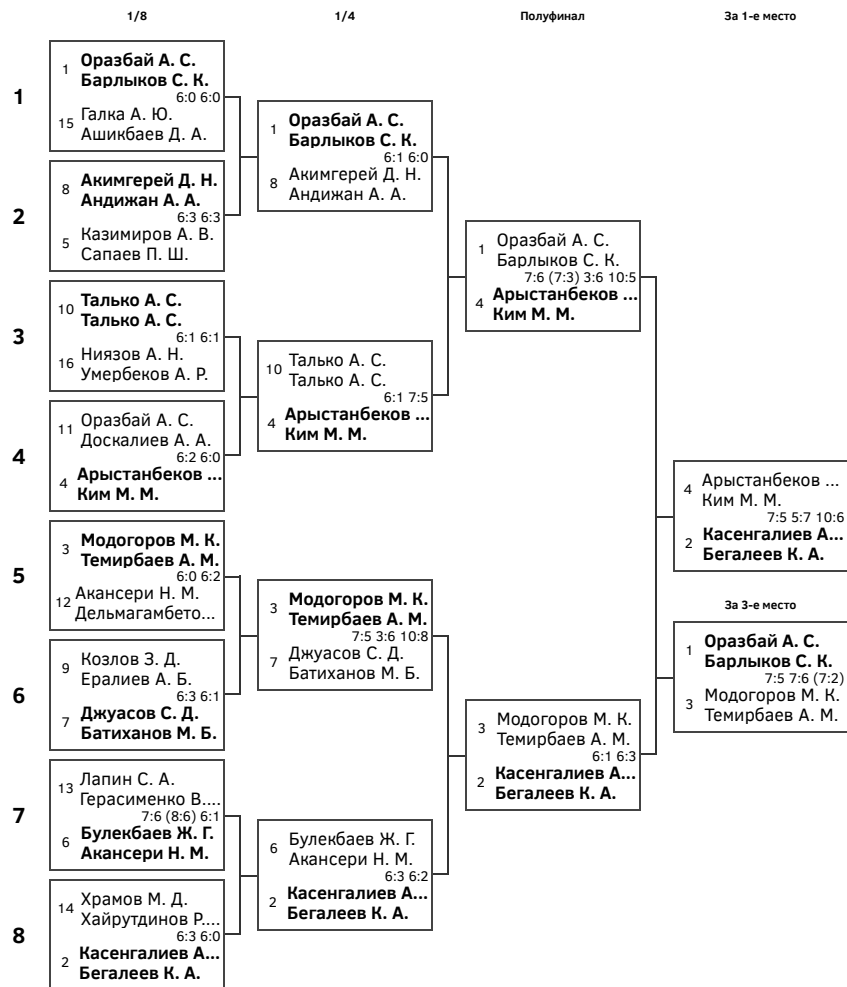 1/8
1/4
Полуфинал
За 1-е место
1
1
Оразбай А. С.
Барлыков С. К.
6:0 6:0
15
Галка А. Ю.
Ашикбаев Д. А.
2
8
Акимгерей Д. Н.
Андижан А. А.
6:3 6:3
5
Казимиров А. В.
Сапаев П. Ш.
3
10
Талько А. С.
Талько А. С.
6:1 6:1
16
Ниязов А. Н.
Умербеков А. Р.
4
11
Оразбай А. С.
Доскалиев А. А.
6:2 6:0
4
Арыстанбеков ...
Ким М. М.
5
3
Модогоров М. К.
Темирбаев А. М.
6:0 6:2
12
Акансери Н. М.
Дельмагамбето...
6
9
Козлов З. Д.
Ералиев А. Б.
6:3 6:1
7
Джуасов С. Д.
Батиханов М. Б.
7
13
Лапин С. А.
Герасименко В....
7:6 (8:6) 6:1
6
Булекбаев Ж. Г.
Акансери Н. М.
8
14
Храмов М. Д.
Хайрутдинов Р....
6:3 6:0
2
Касенгалиев А...
Бегалеев К. А.
1
Оразбай А. С.
Барлыков С. К.
6:1 6:0
8
Акимгерей Д. Н.
Андижан А. А.
10
Талько А. С.
Талько А. С.
6:1 7:5
4
Арыстанбеков ...
Ким М. М.
3
Модогоров М. К.
Темирбаев А. М.
7:5 3:6 10:8
7
Джуасов С. Д.
Батиханов М. Б.
6
Булекбаев Ж. Г.
Акансери Н. М.
6:3 6:2
2
Касенгалиев А...
Бегалеев К. А.
1
Оразбай А. С.
Барлыков С. К.
7:6 (7:3) 3:6 10:5
4
Арыстанбеков ...
Ким М. М.
3
Модогоров М. К.
Темирбаев А. М.
6:1 6:3
2
Касенгалиев А...
Бегалеев К. А.
4
Арыстанбеков ...
Ким М. М.
7:5 5:7 10:6
2
Касенгалиев А...
Бегалеев К. А.
За 3-е место
1
Оразбай А. С.
Барлыков С. К.
7:5 7:6 (7:2)
3
Модогоров М. К.
Темирбаев А. М.